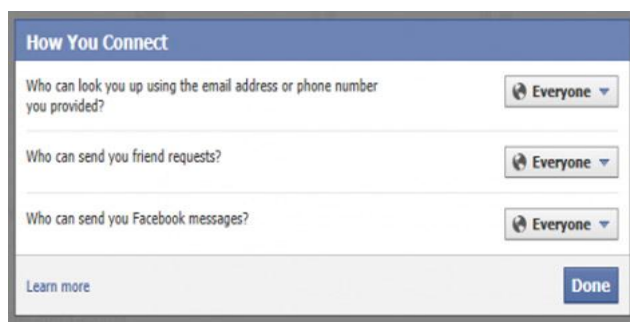 How You Connect
Who can look you up using the email address or phone number
you provided?
Everyone
Who can send you friend requests?
Everyone
Who can send you Facebook messages?
Everyone
Learn more
Done